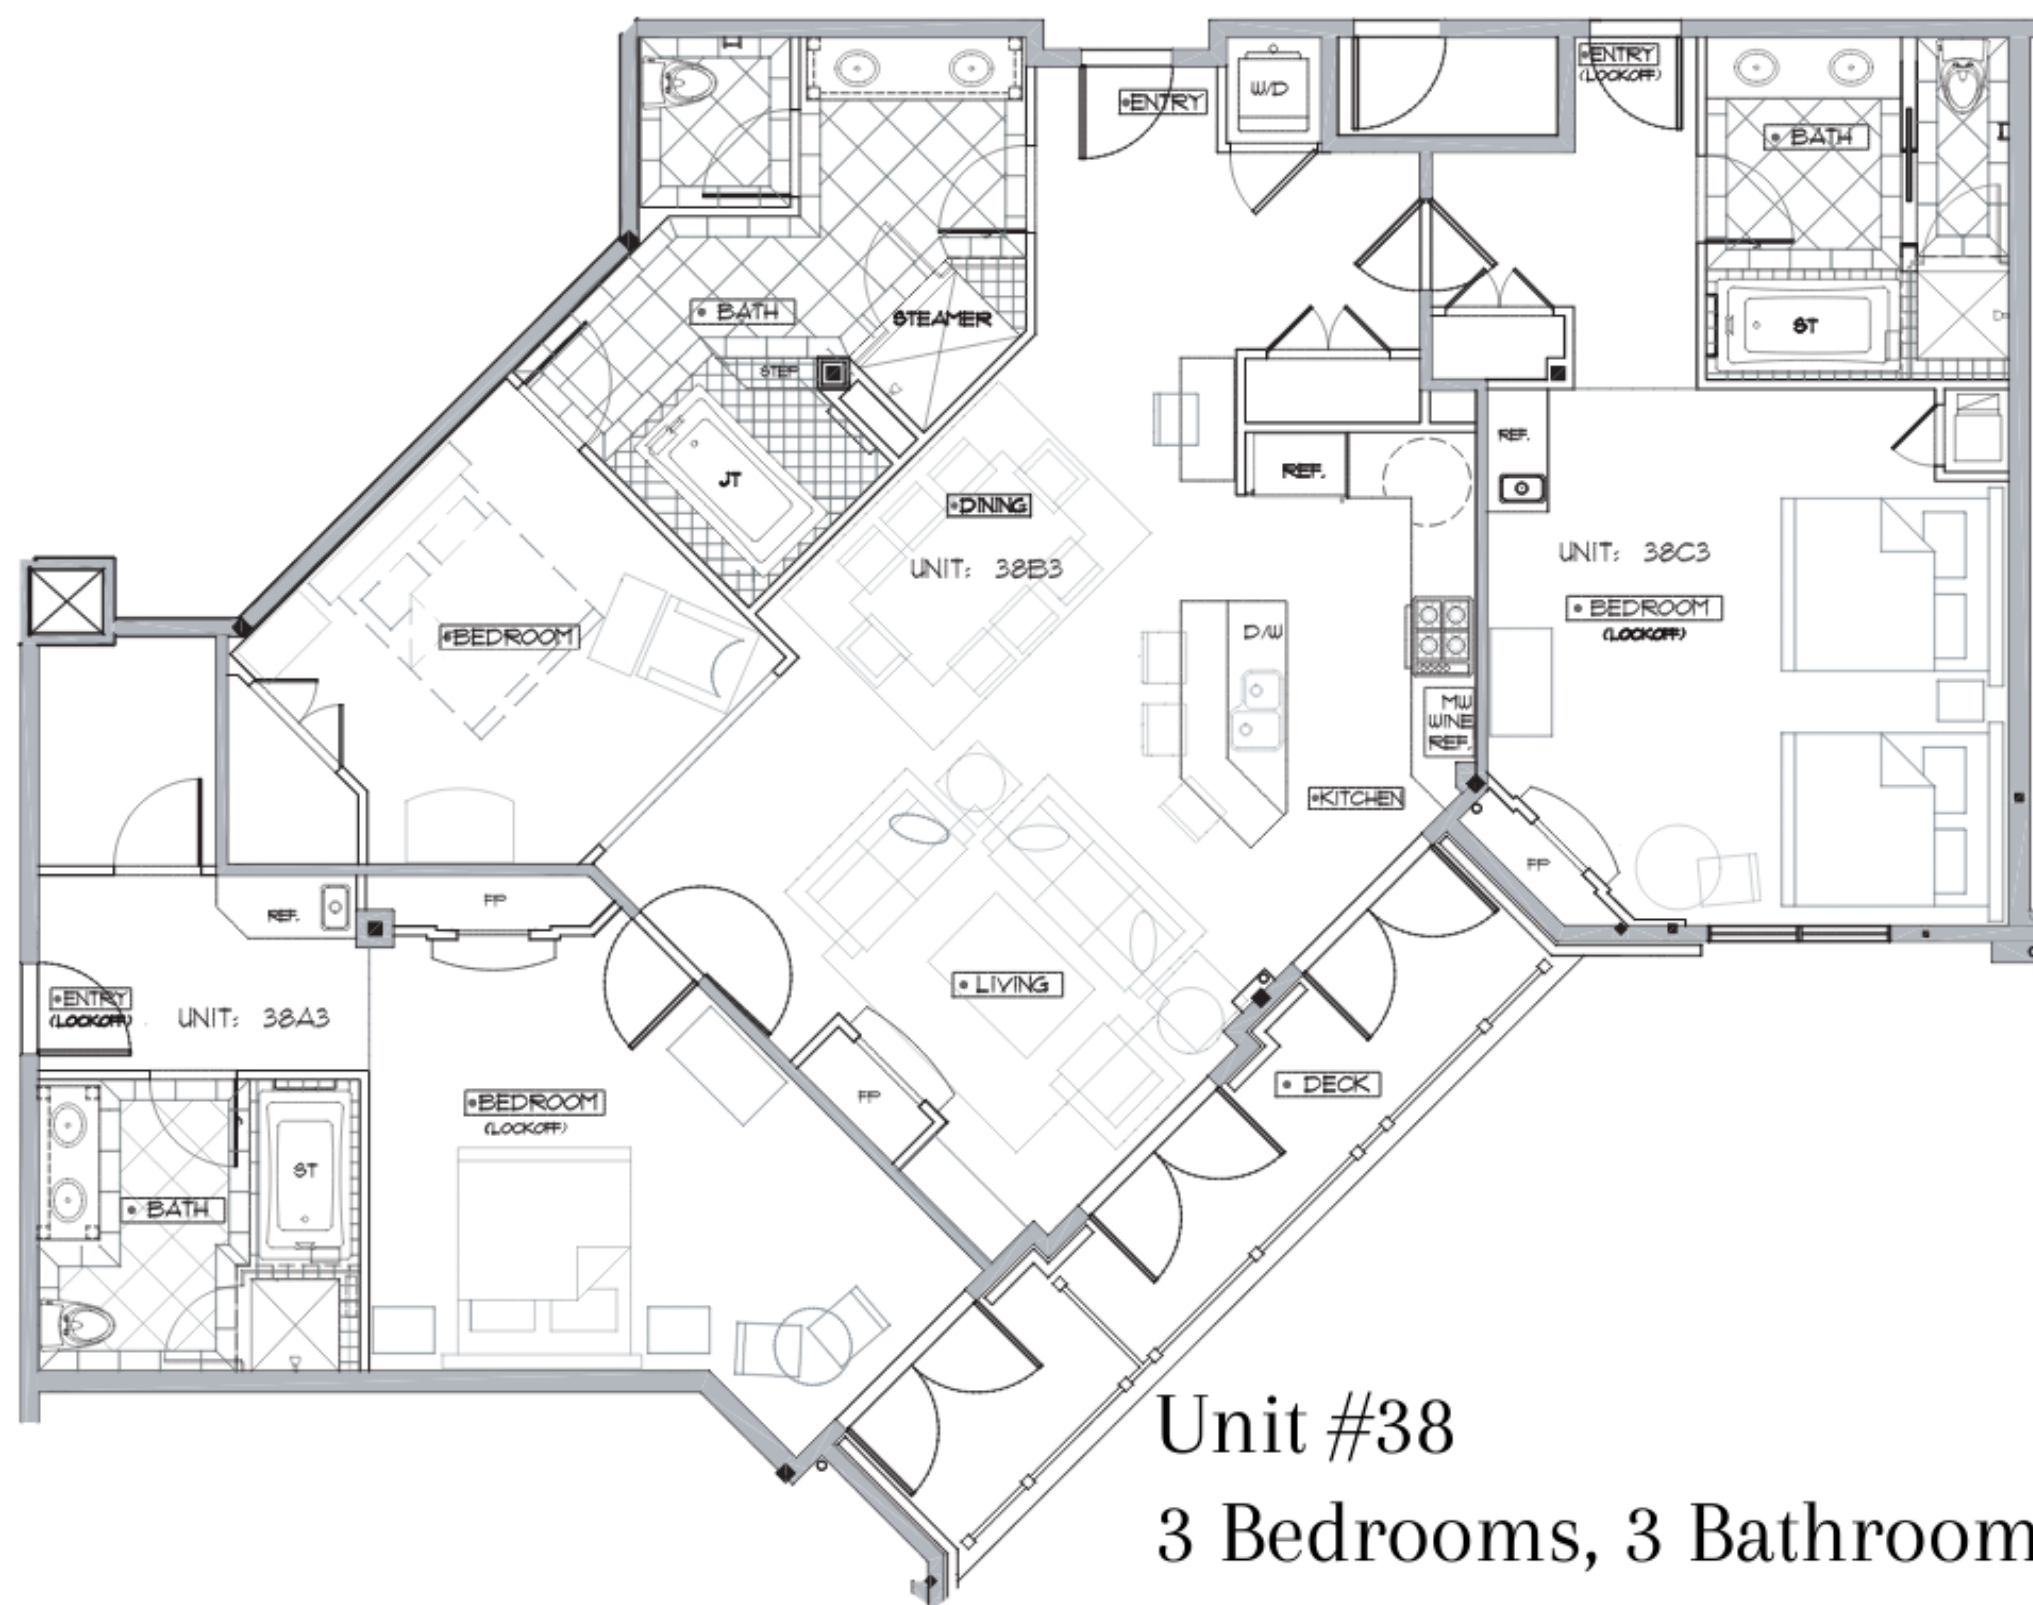 ENTRY
W/D
ENTRY
(LOCKOFF)
BATH
BATH
STEAMER
STEP
ST
JT
DINING
REF.
REF.
UNIT: 38B3
UNIT: 38C3
BEDROOM
(LOCKOFF)
BEDROOM
D/W
MW
WINE
REF.
KITCHEN
FP
FP
REF.
LIVING
ENTRY
(LOCKOFF)
UNIT: 38A3
DECK
FP
BEDROOM
(LOCKOFF)
ST
BATH
Unit #38
3 Bedrooms, 3 Bathroom